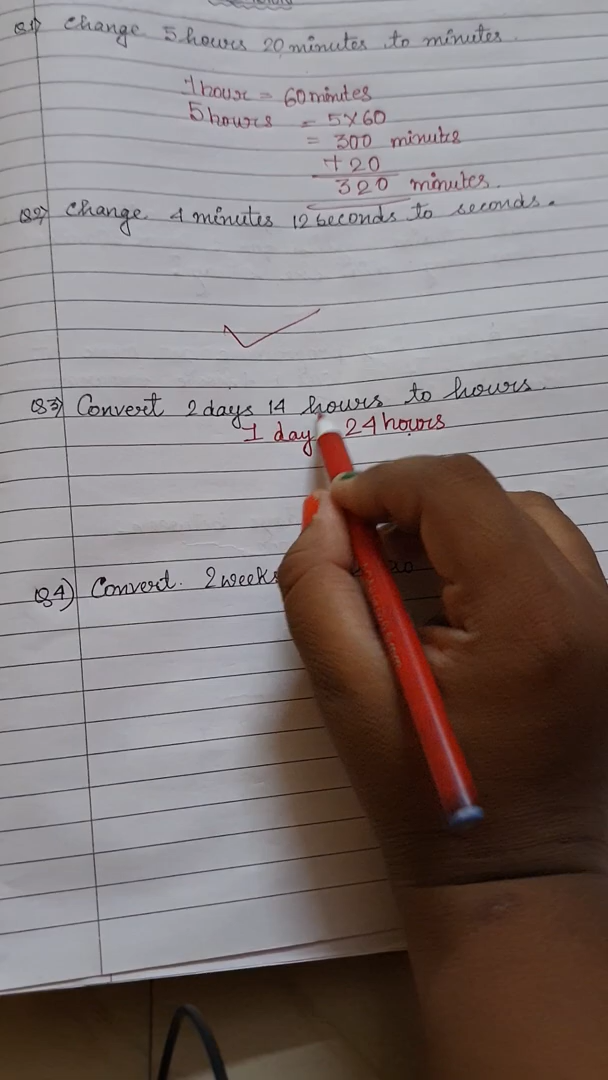 Q1) Change 5 hours 20 minutes to minutes.
1 hour = 60 minutes
5 hours = 5 × 60
= 300 minutes
+ 20
320 minutes.
Q2) Change 4 minutes 12 seconds to seconds.
Q3) Convert 2 days 14 hours to hours.
1 day 24 hours
Q4) Convert. 2 weeks